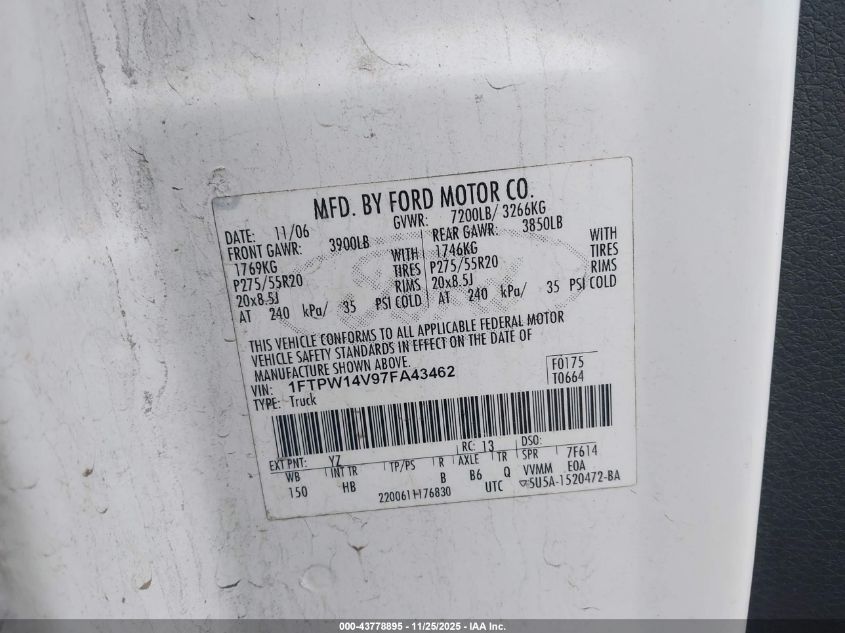 MFD. BY FORD MOTOR CO.
DATE: 11/06 GVWR: 7200LB/ 3266KG
FRONT GAWR: 3900LB REAR GAWR: 3850LB
1769KG WITH 1746KG WITH
P275/55R20 TIRES P275/55R20 TIRES
20x8.5J RIMS 20x8.5J RIMS
AT 240 kPa/ 35 PSI COLD AT 240 kPa/ 35 PSI COLD
THIS VEHICLE CONFORMS TO ALL APPLICABLE FEDERAL MOTOR
VEHICLE SAFETY STANDARDS IN EFFECT ON THE DATE OF
MANUFACTURE SHOWN ABOVE.
VIN: 1FTPW14V97FA43462 F0175
TYPE: Truck T0664
EXT PNT: YZ RC: 13 DSO:
WB INT TR TP/PS R AXLE TR SPR 7F614
150 HB B B6 Q VVMM E0A
2200611176830 UTC 5U5A-1520472-BA
000-43778895 - 11/25/2025 - IAA Inc.